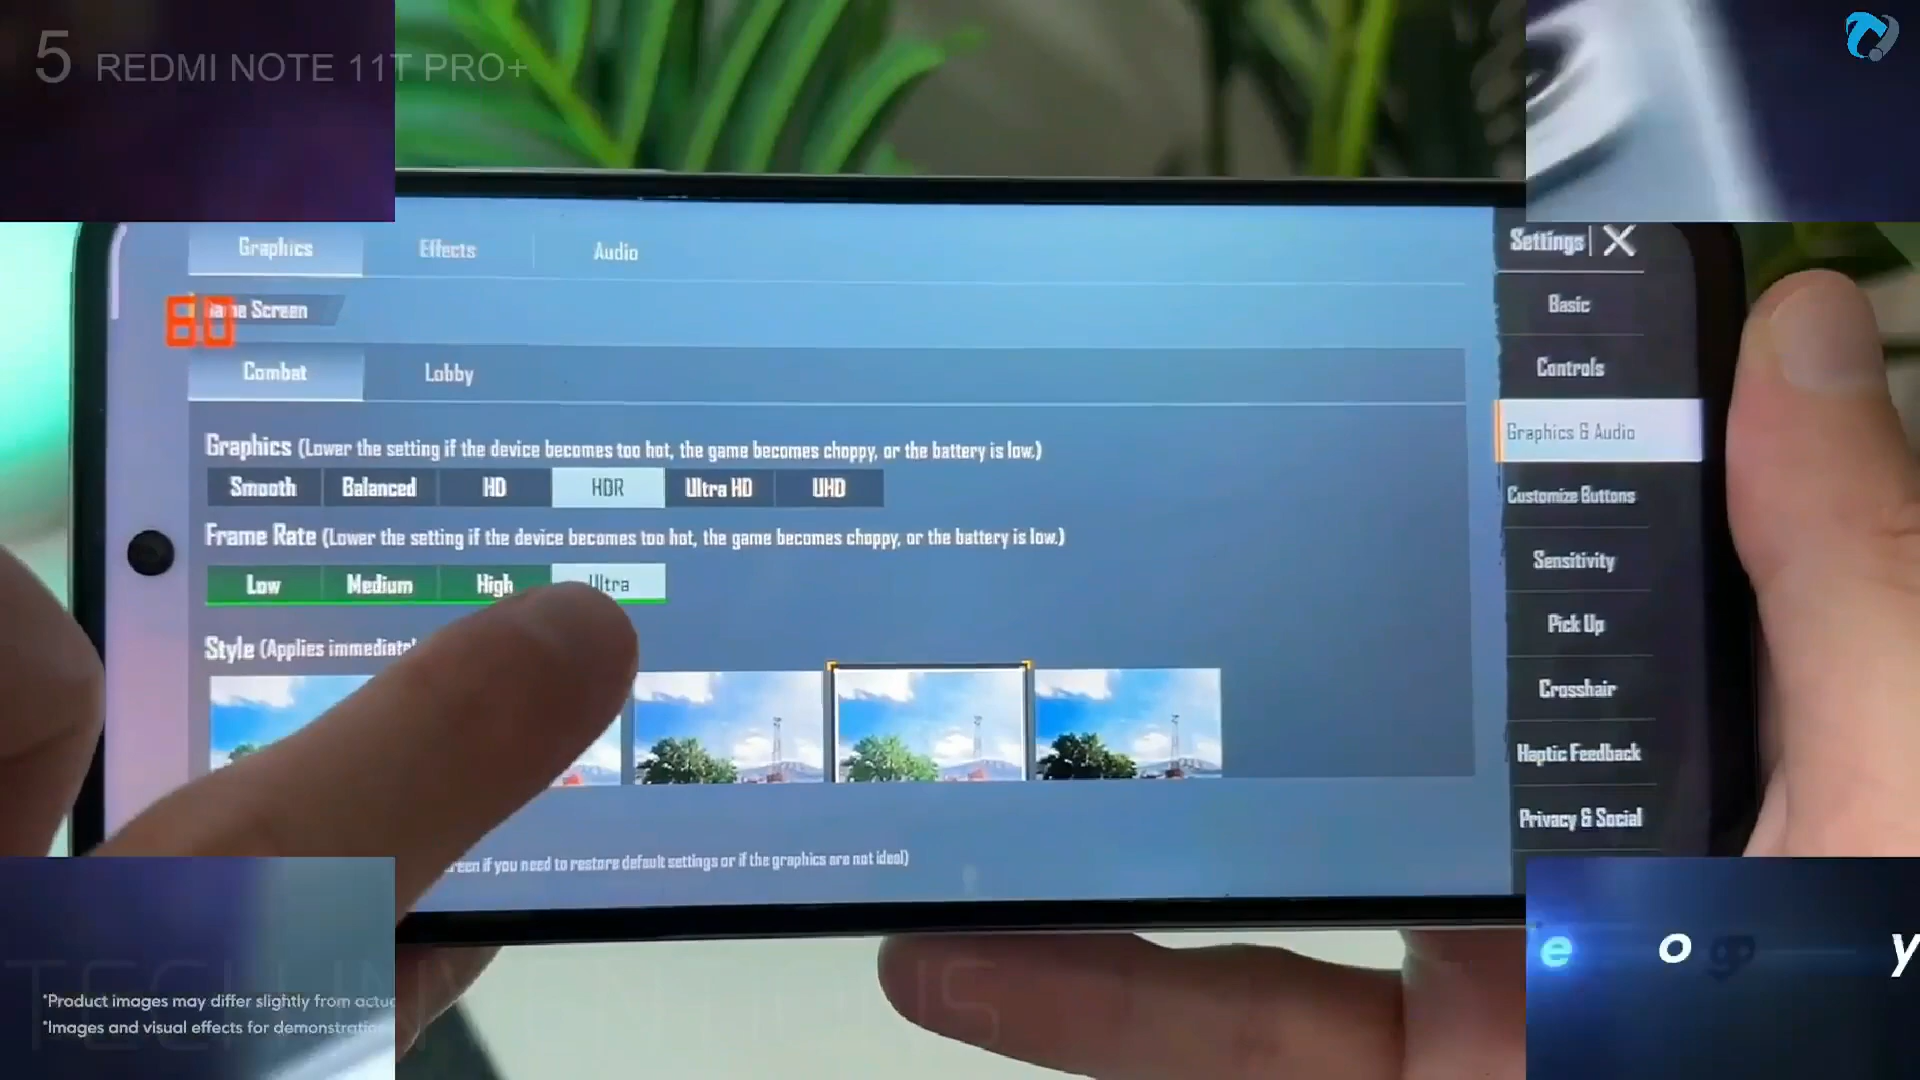 5 REDMI NOTE 11T PRO+
Graphics
Effects
Audio
Settings
60
Screen
Basic
Combat
Lobby
Controls
Graphics & Audio
Graphics (Lower the setting if the device becomes too hot, the game becomes choppy, or the battery is low.)
Smooth
Balanced
HD
HDR
Ultra HD
UHD
Customize Buttons
Frame Rate (Lower the setting if the device becomes too hot, the game becomes choppy, or the battery is low.)
Low
Medium
High
Ultra
Sensitivity
Style (Applies
Pick Up
Crosshair
Haptic Feedback
Privacy & Social
if you need to restore default settings or if the graphics are not ideal)
e o go y
TECH INVENTIONS
*Product images may differ slightly from
*Images and visual effects for